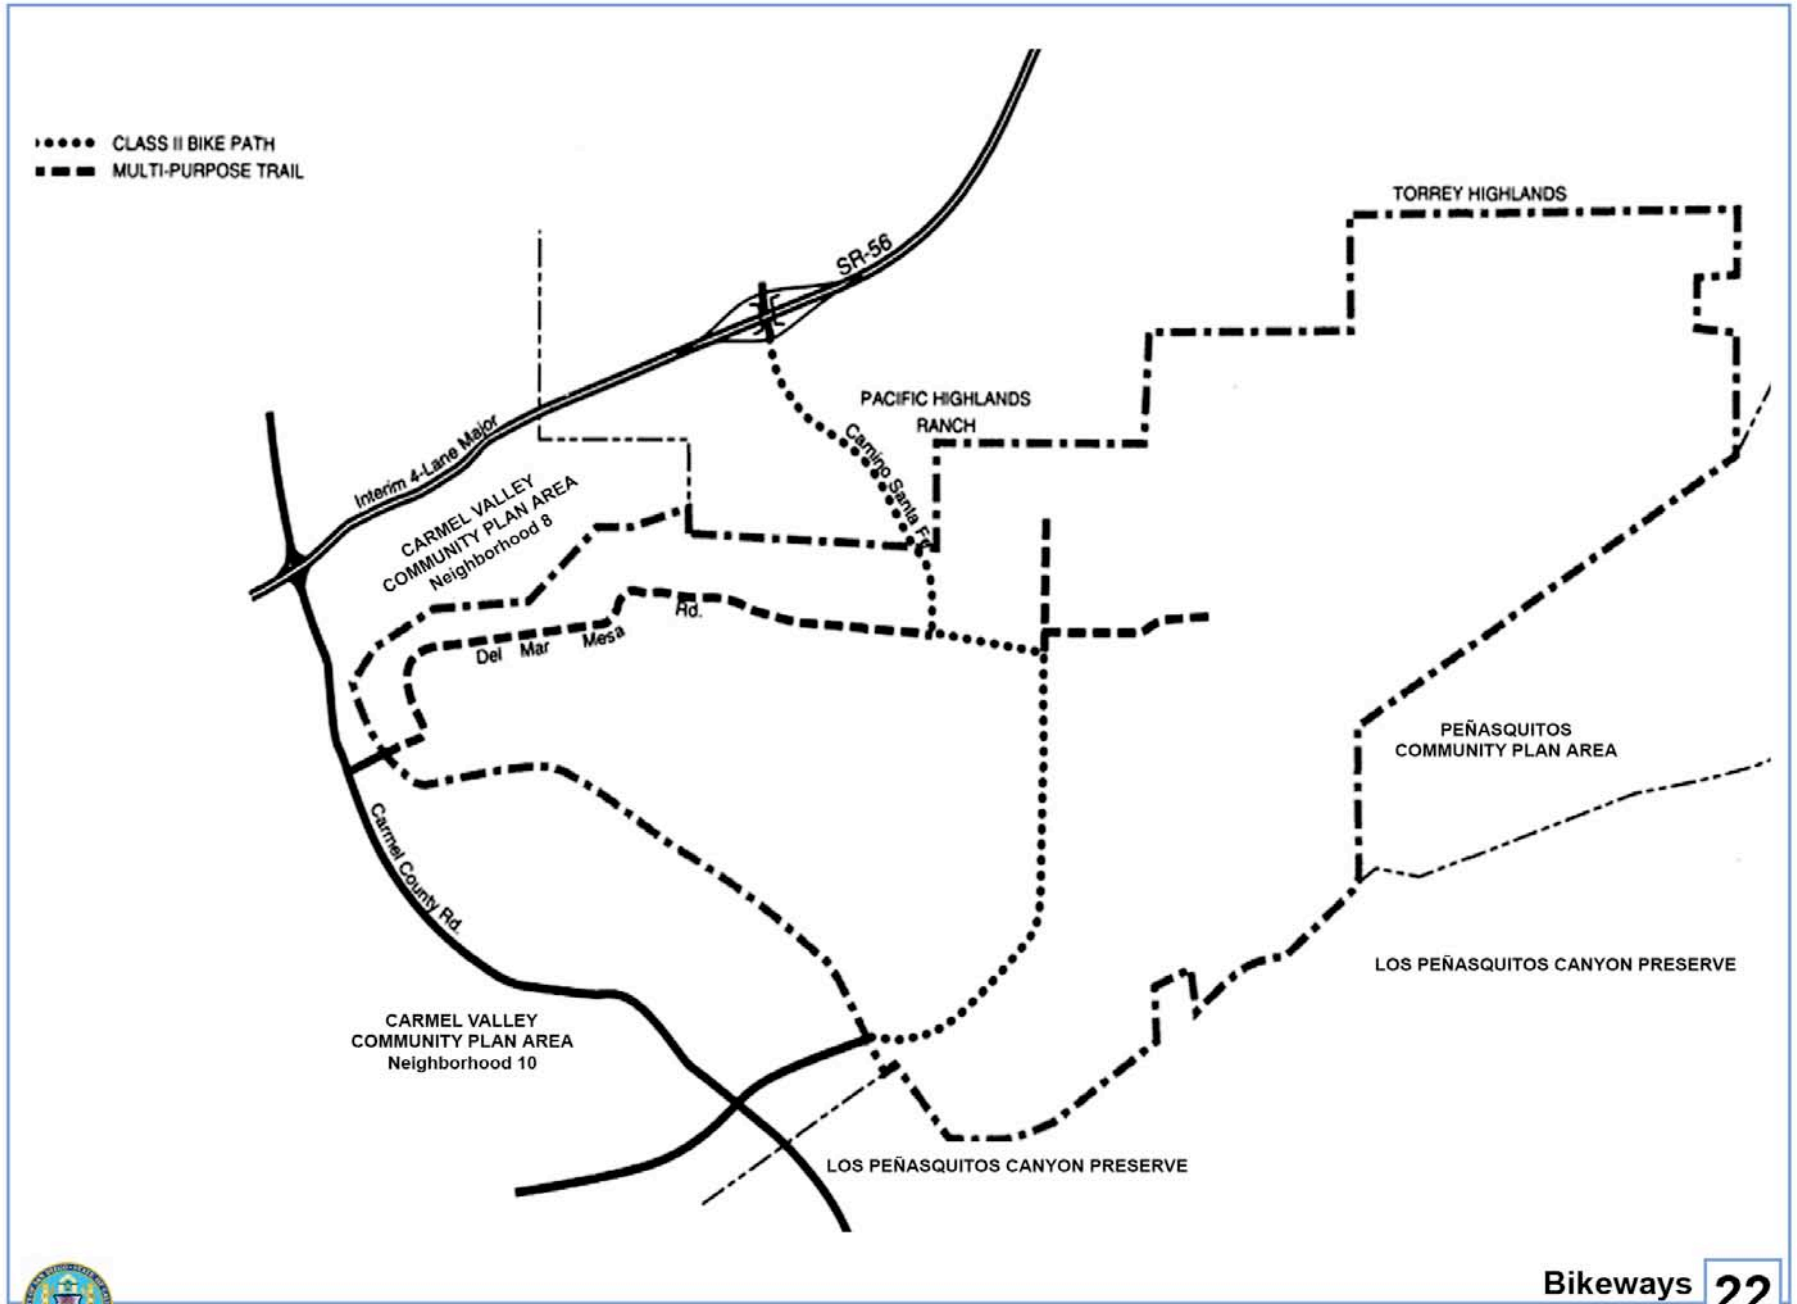 CLASS II BIKE PATH
MULTI-PURPOSE TRAIL
TORREY HIGHLANDS
SR-56
PACIFIC HIGHLANDS
RANCH
Camino Santa Fe
Interim 4-Lane Major
CARMEL VALLEY
COMMUNITY PLAN AREA
Neighborhood 8
Del Mar Mesa Rd.
PEÑASQUITOS
COMMUNITY PLAN AREA
Carmel County Rd.
LOS PEÑASQUITOS CANYON PRESERVE
CARMEL VALLEY
COMMUNITY PLAN AREA
Neighborhood 10
LOS PEÑASQUITOS CANYON PRESERVE
Bikeways 22